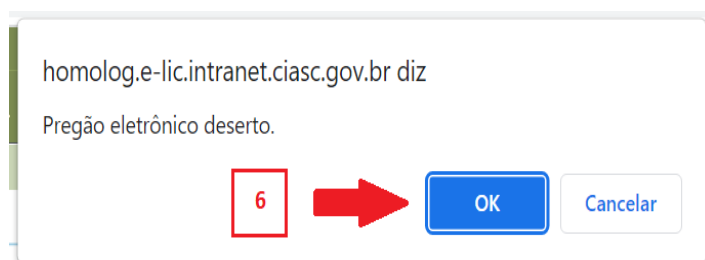 homolog.e-lic.intranet.ciasc.gov.br diz
Pregão eletrônico deserto.
6 OK Cancelar